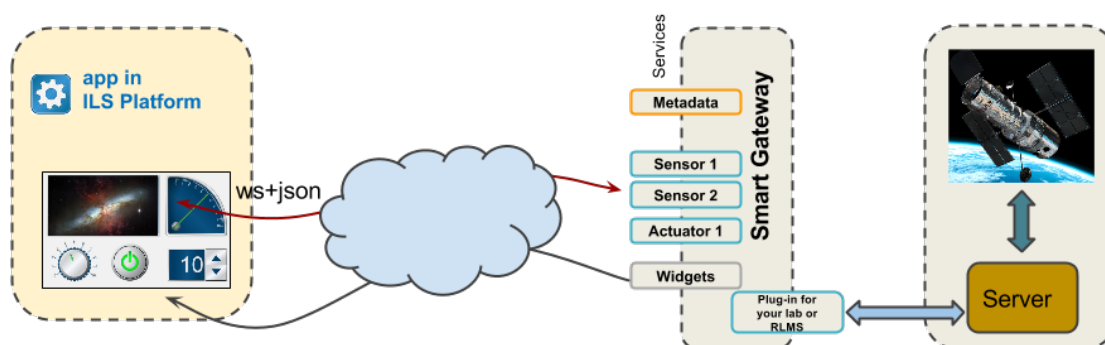 app in
ILS Platform
10
ws+json
Services
Metadata
Sensor 1
Sensor 2
Actuator 1
Widgets
Smart Gateway
Plug-in for
your lab or
RLMS
Server